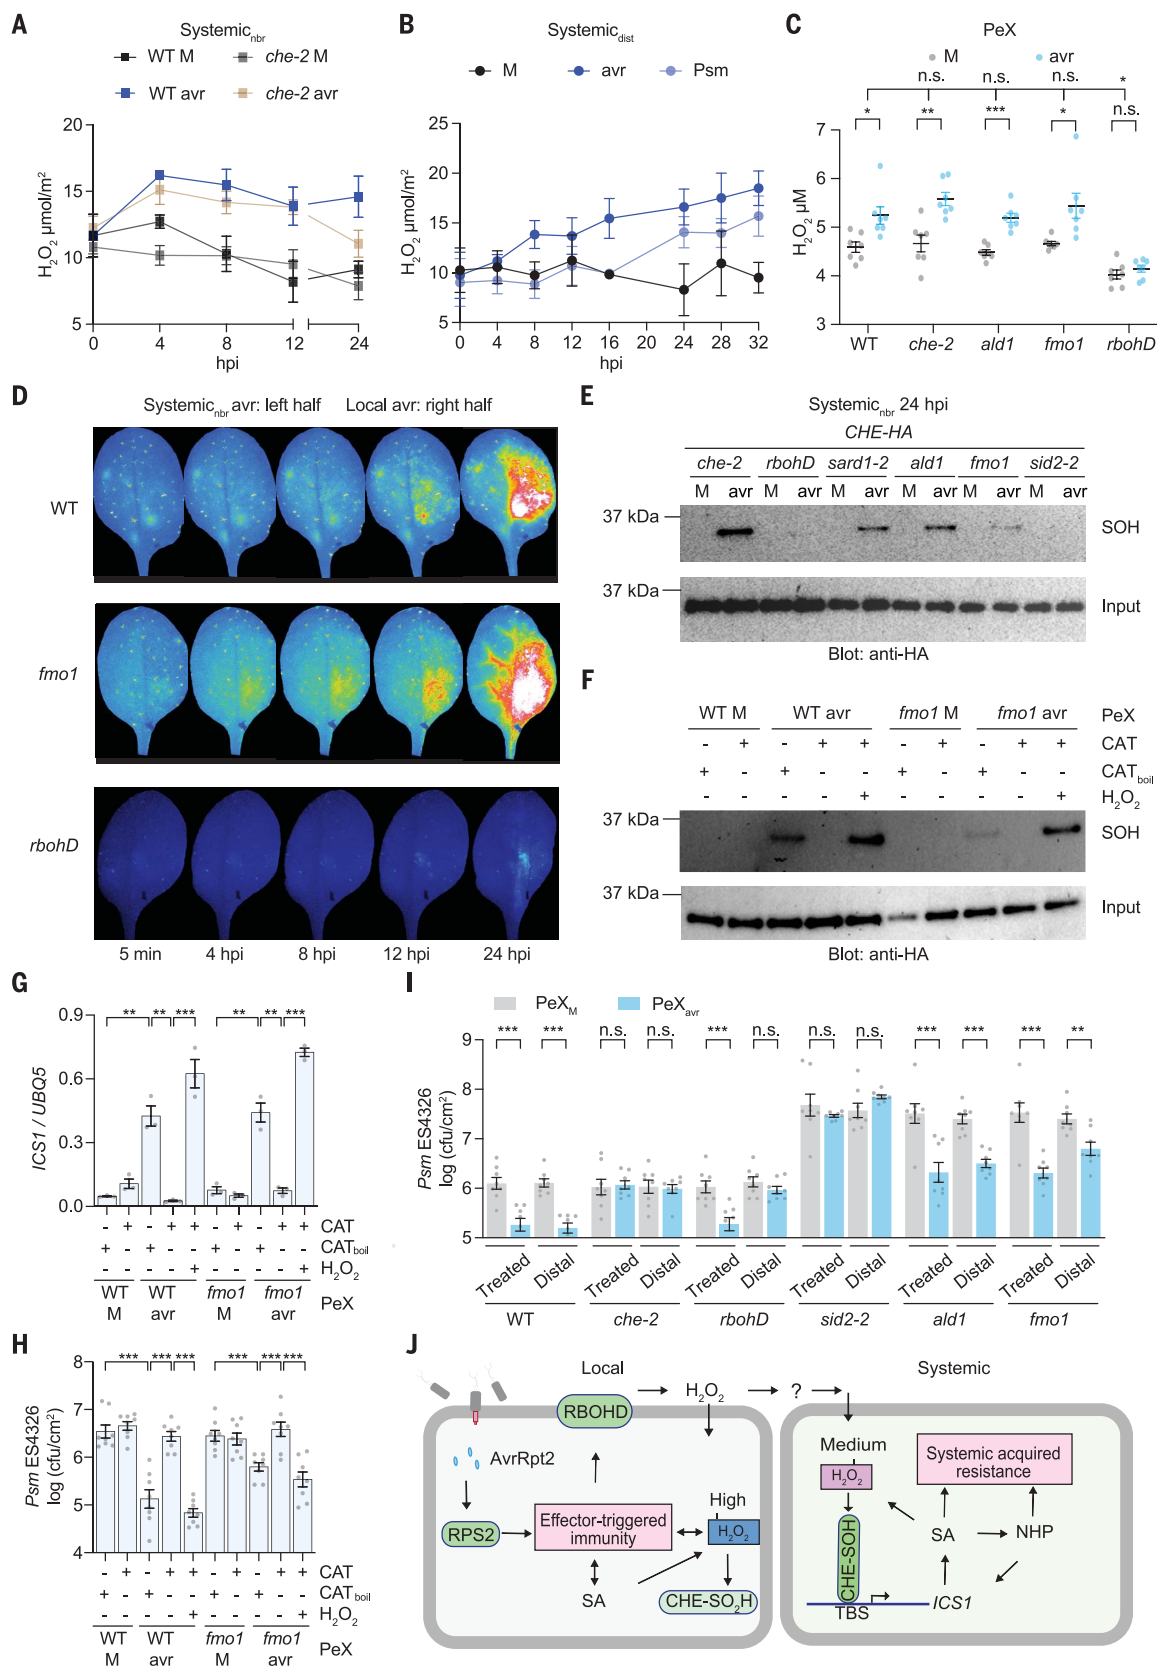 A
Systemic nbr
WT M
che-2 M
WT avr
che-2 avr
20
15
10
5
H2O2 μmol/m²
0
4
8
12
24
hpi
B
Systemic dist
M
avr
Psm
25
20
15
10
5
H2O2 μmol/m²
0 4 8 12 16 20 24 28 32
hpi
C
PeX
M
avr
n.s. n.s. n.s. *
* ** *** * n.s.
7
6
5
4
3
H2O2 μM
WT che-2 ald1 fmo1 rbohD
D
Systemic nbr avr: left half Local avr: right half
WT
fmo1
rbohD
5 min 4 hpi 8 hpi 12 hpi 24 hpi
E
Systemic nbr 24 hpi
CHE-HA
che-2 rbohD sard1-2 ald1 fmo1 sid2-2
M avr M avr M avr M avr M avr M avr
37 kDa
SOH
37 kDa
Input
Blot: anti-HA
F
WT M WT avr fmo1 M fmo1 avr PeX
- + - + + - + - + + CAT
+ - + - - + - + - - CATboil
- - - - + - - - - + H2O2
37 kDa
SOH
37 kDa
Input
Blot: anti-HA
G
** ** *** ** ** ***
0.9
0.6
0.3
0.0
ICS1 / UBQ5
- + - + + - + - + + CAT
+ - + - - + - + - - CATboil
- - - - + - - - - + H2O2
WT M
WT avr
fmo1 M
fmo1 avr
PeX
H
*** *** *** *** *** ***
8
7
6
5
4
Psm ES4326
log (cfu/cm²)
- + - + + - + - + + CAT
+ - + - - + - + - - CATboil
- - - - + - - - - + H2O2
WT M
WT avr
fmo1 M
fmo1 avr
PeX
I
PeX M
PeX avr
*** *** n.s. n.s. *** n.s. n.s. n.s. *** *** *** **
9
8
7
6
5
Psm ES4326
log (cfu/cm²)
Treated Distal Treated Distal Treated Distal Treated Distal Treated Distal Treated Distal
WT che-2 rbohD sid2-2 ald1 fmo1
J
Local
Systemic
RBOHD
H2O2
?
AvrRpt2
RPS2
Effector-triggered
immunity
High
H2O2
SA
CHE-SO2H
Medium
H2O2
CHE-SOH
TBS
Systemic acquired
resistance
SA
NHP
ICS1